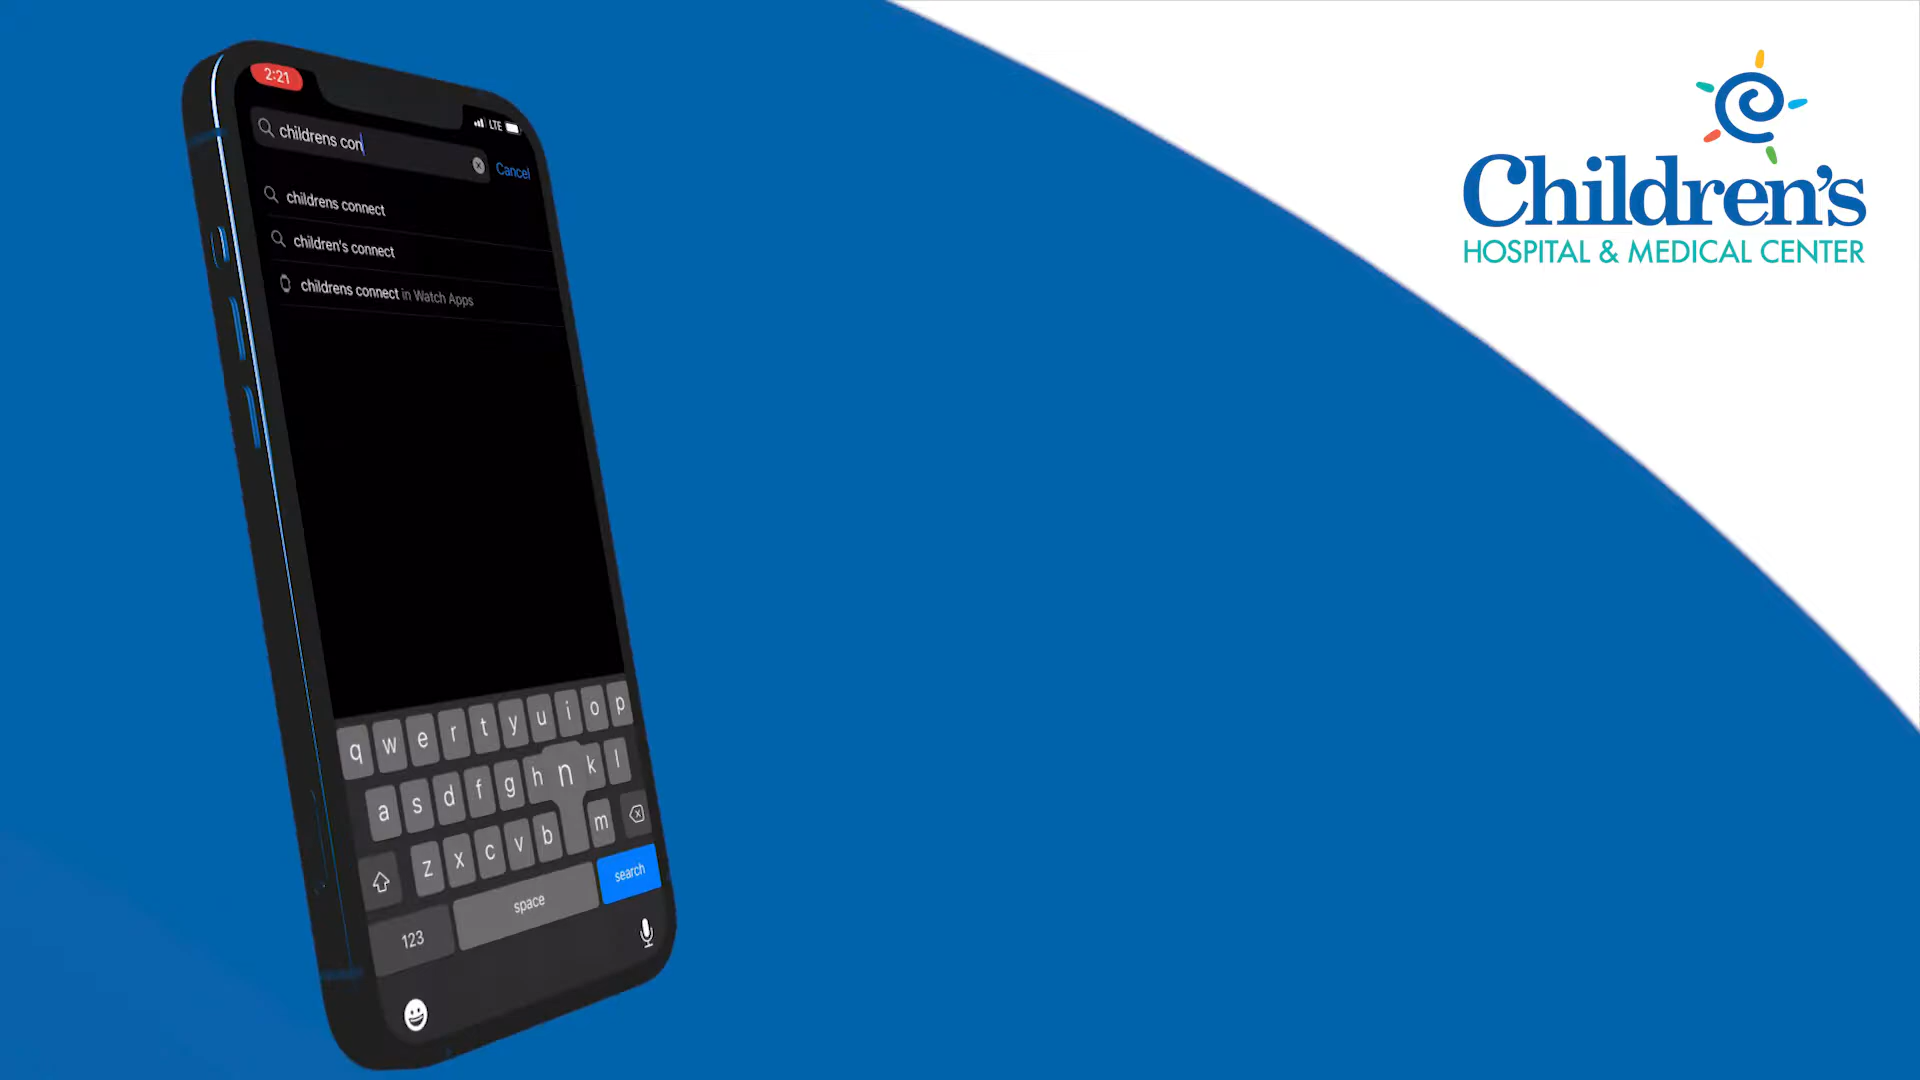 2:21
LTE
childrens con
Cancel
childrens connect
children's connect
childrens connect in Watch Apps
q w e r t y u i o p
a s d f g h n k l
z x c v b m
123
space
search
Children's
HOSPITAL & MEDICAL CENTER